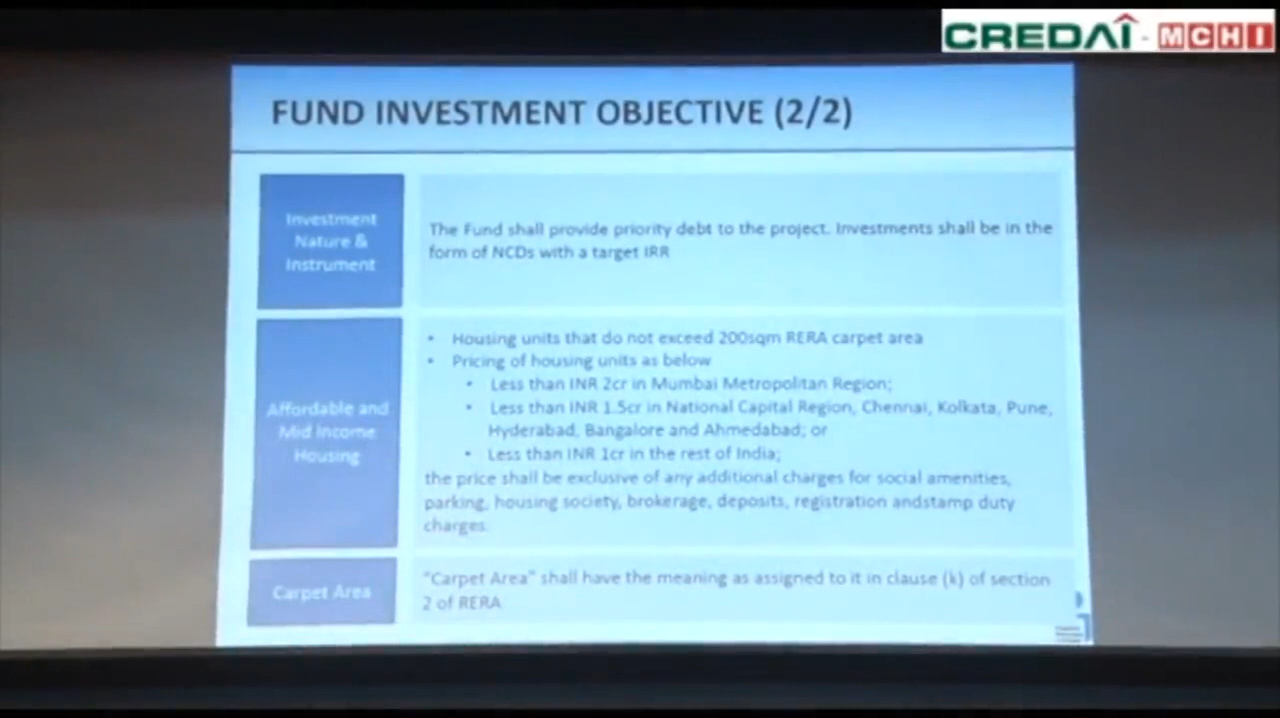 CREDAI - MCHI
FUND INVESTMENT OBJECTIVE (2/2)
Investment
Nature &
Instrument
The Fund shall provide priority debt to the project. Investments shall be in the
form of NCDs with a target IRR
Affordable and
Mid Income
Housing
• Housing units that do not exceed 200sqm RERA carpet area
• Pricing of housing units as below
• Less than INR 2cr in Mumbai Metropolitan Region;
• Less than INR 1.5cr in National Capital Region, Chennai, Kolkata, Pune,
Hyderabad, Bangalore and Ahmedabad; or
• Less than INR 1cr in the rest of India;
the price shall be exclusive of any additional charges for social amenities,
parking, housing society, brokerage, deposits, registration andstamp duty
charges.
Carpet Area
"Carpet Area" shall have the meaning as assigned to it in clause (k) of section
2 of RERA